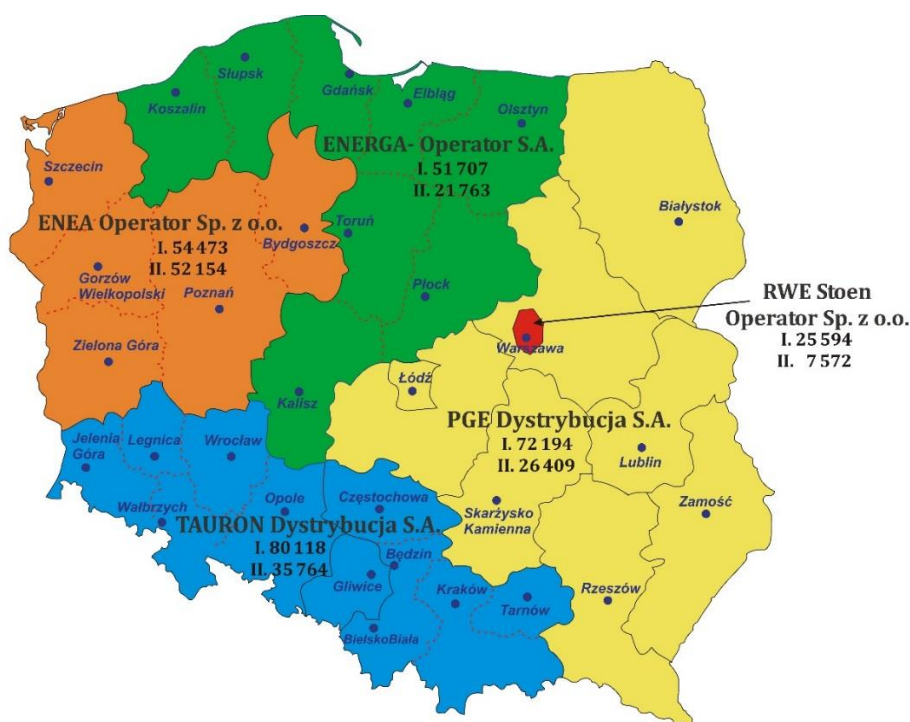 Słupsk
Koszalin
Gdańsk
Elbląg
Olsztyn
ENERGA- Operator S.A.
I. 51 707
II. 21 763
Szczecin
ENEA Operator Sp. z o.o.
I. 54 473
II. 52 154
Bydgoszcz
Toruń
Białystok
Gorzów
Wielkopolski
Poznań
Płock
RWE Stoen
Operator Sp. z o.o.
I. 25 594
II. 7 572
Warszawa
Zielona Góra
Łódź
Kalisz
PGE Dystrybucja S.A.
I. 72 194
II. 26 409
Jelenia
Góra
Legnica
Wrocław
Lublin
Wałbrzych
Opole
Częstochowa
Skarżysko
Kamienna
Zamość
TAURON Dystrybucja S.A.
I. 80 118
II. 35 764
Będzin
Gliwice
Kraków
Tarnów
Rzeszów
BielskoBiała